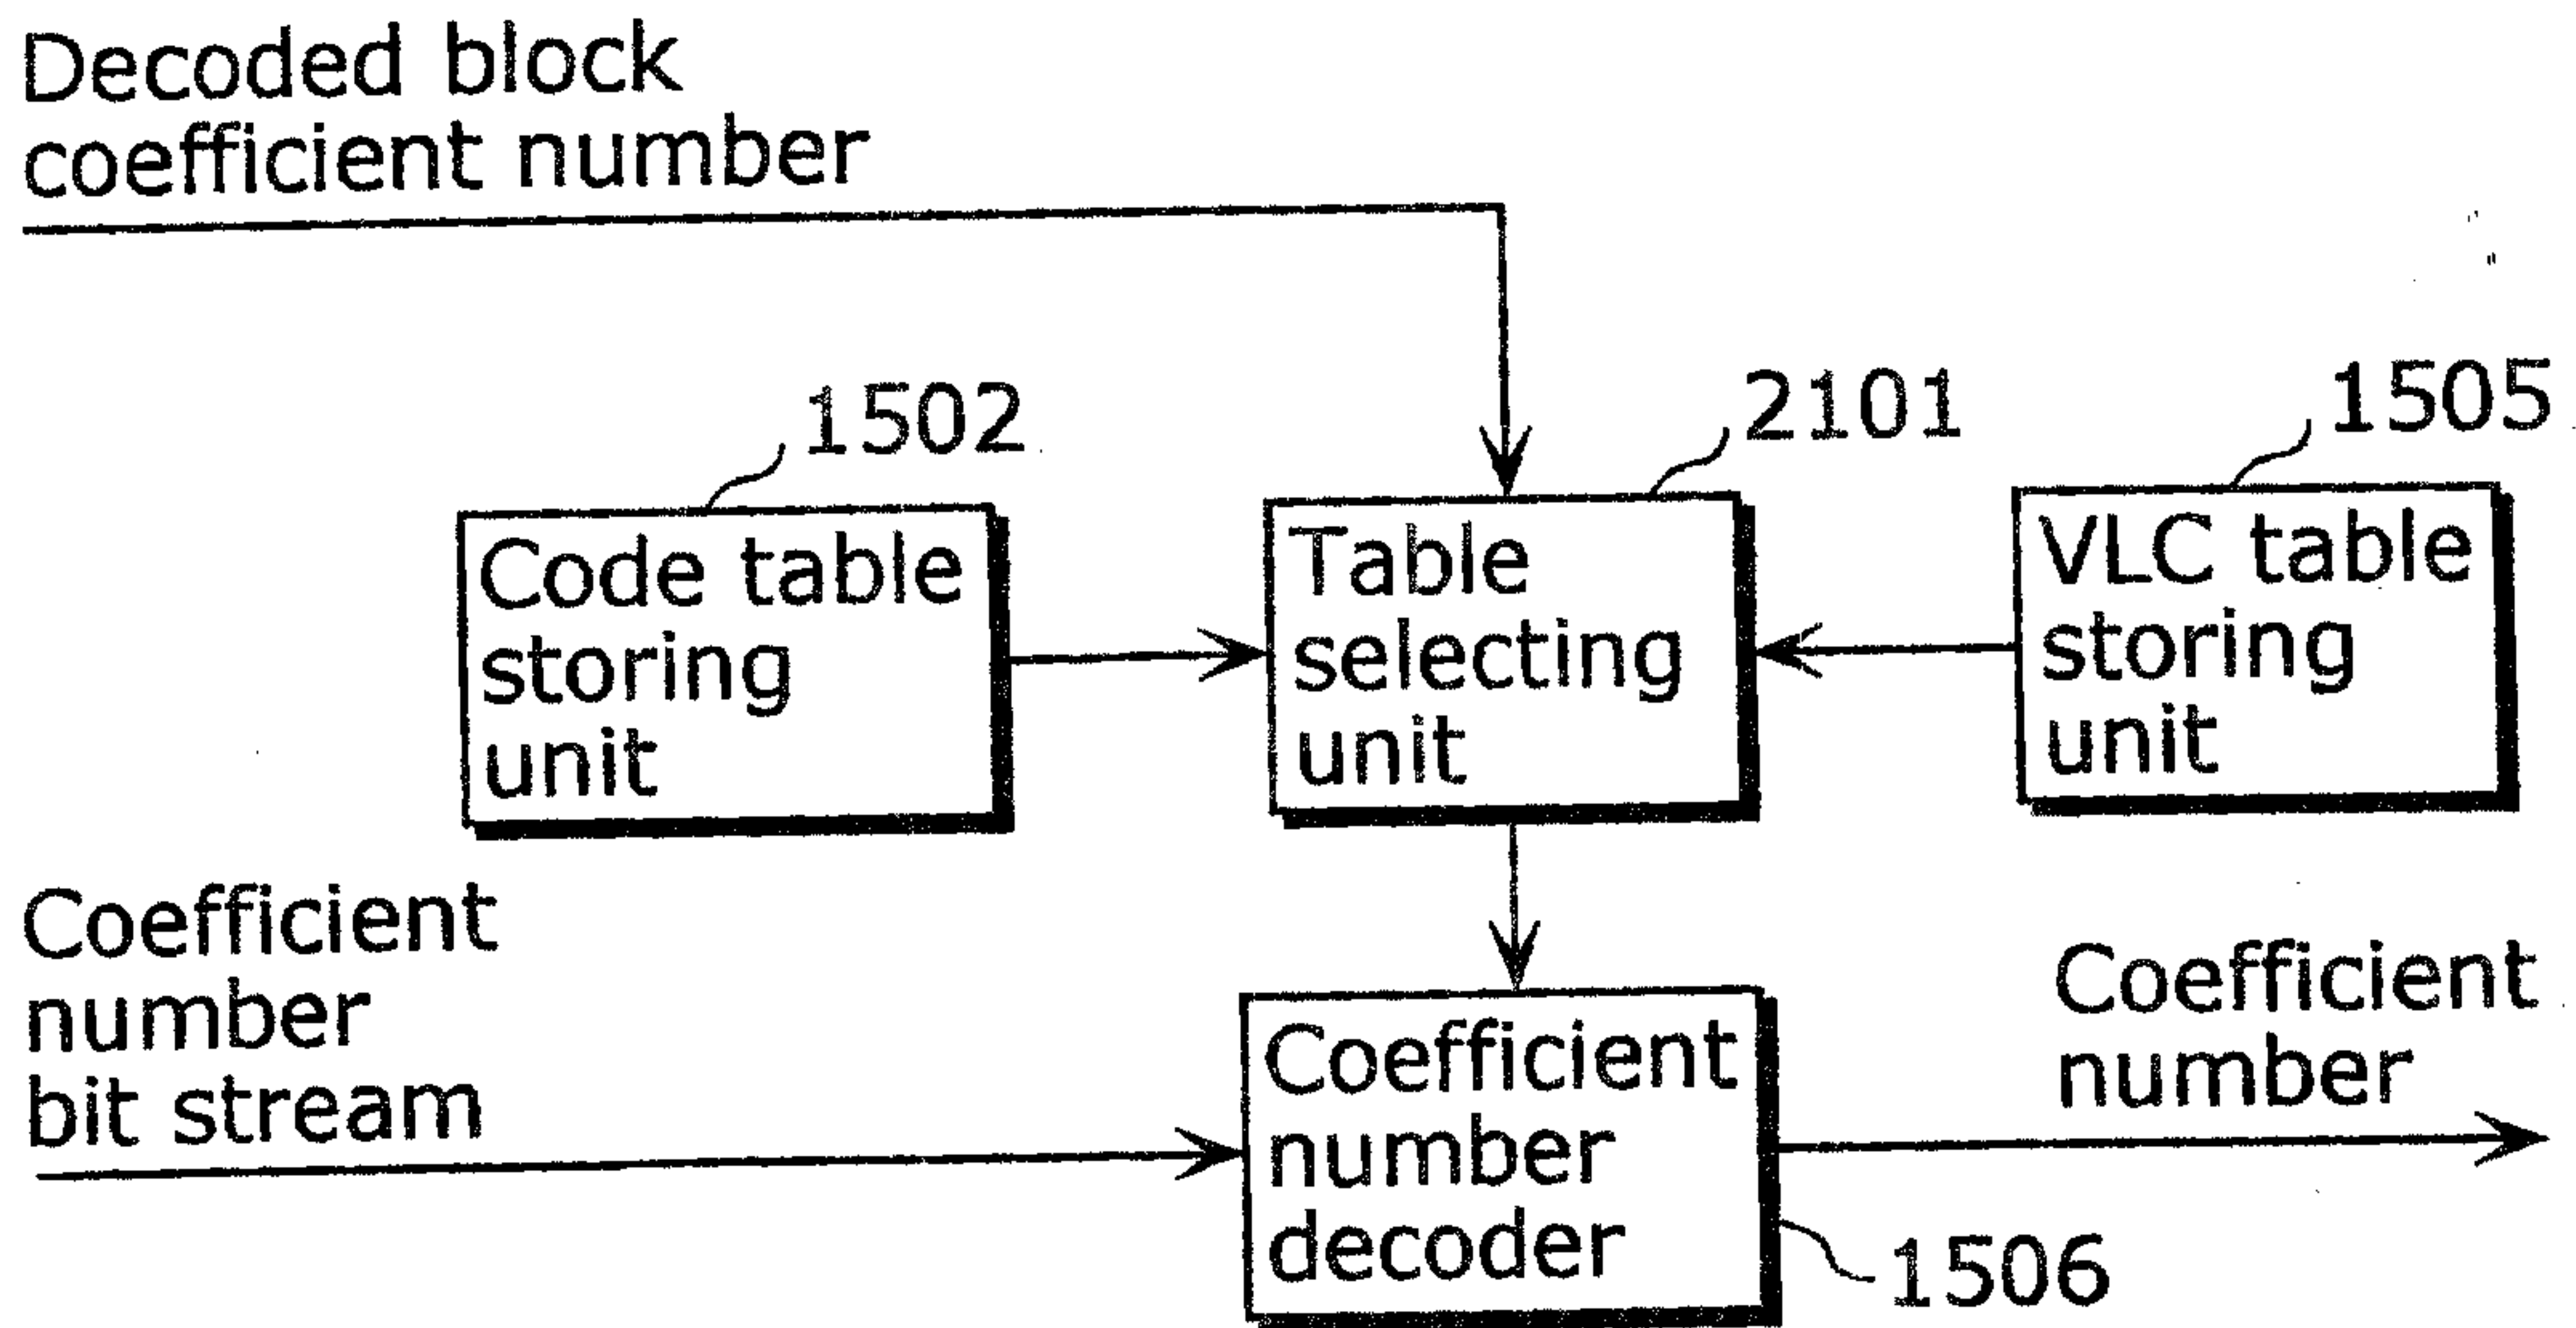 Decoded block
coefficient number
1502
2101
1505
Code table
storing
unit
Table
selecting
unit
VLC table
storing
unit
Coefficient
number
bit stream
Coefficient
number
decoder
Coefficient
number
1506